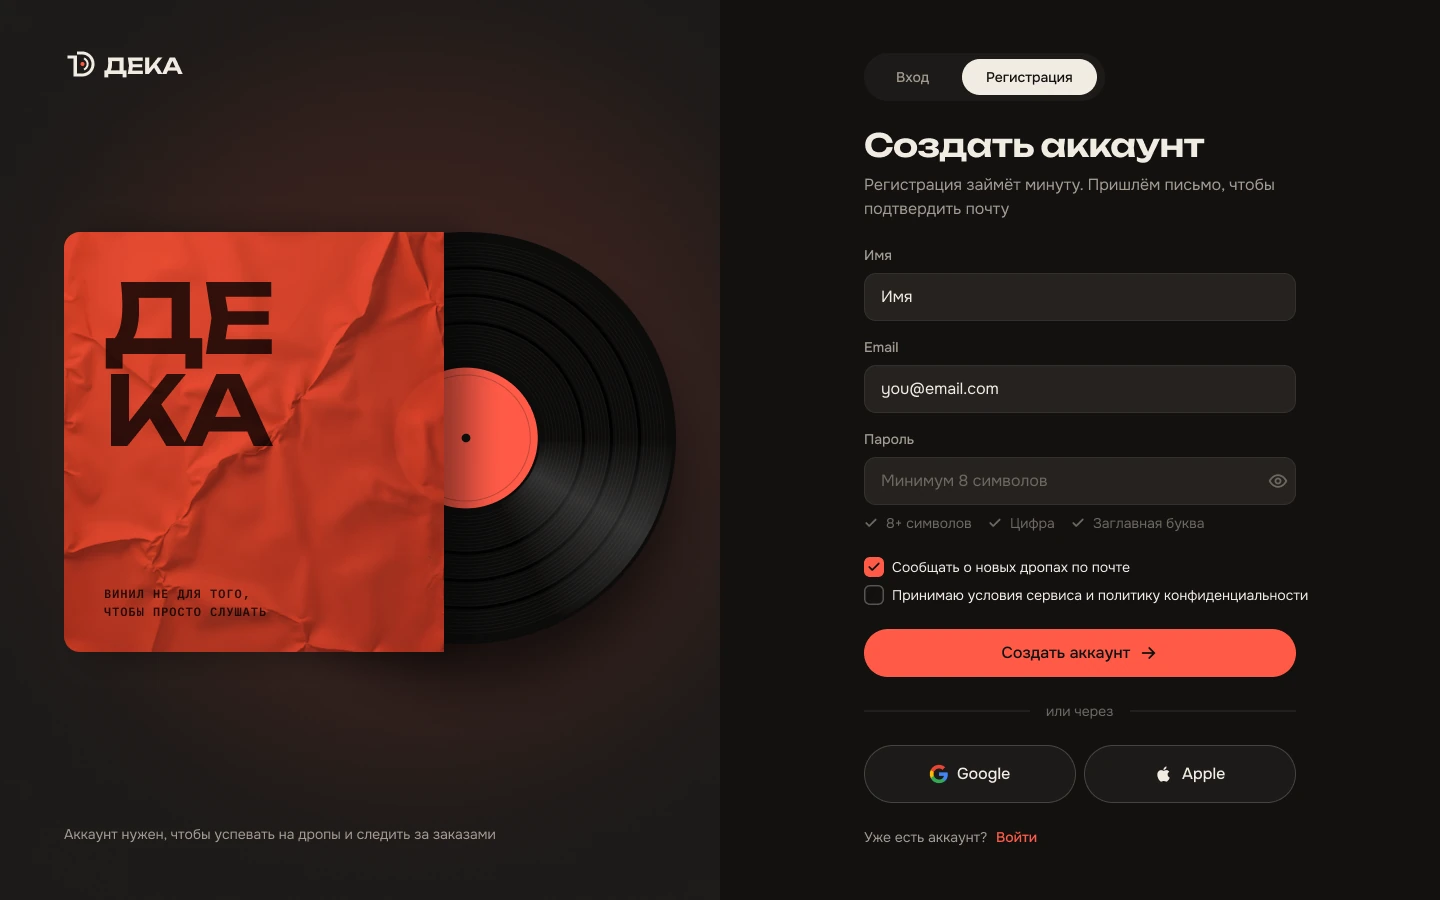 ДЕКА
ДЕ
КА
ВИНИЛ НЕ ДЛЯ ТОГО,
ЧТОБЫ ПРОСТО СЛУШАТЬ
Аккаунт нужен, чтобы успевать на дропы и следить за заказами
Вход
Регистрация
Создать аккаунт
Регистрация займёт минуту. Пришлём письмо, чтобы
подтвердить почту
Имя
Имя
Email
you@email.com
Пароль
Минимум 8 символов
8+ символов
Цифра
Заглавная буква
Сообщать о новых дропах по почте
Принимаю условия сервиса и политику конфиденциальности
Создать аккаунт →
или через
Google
Apple
Уже есть аккаунт? Войти